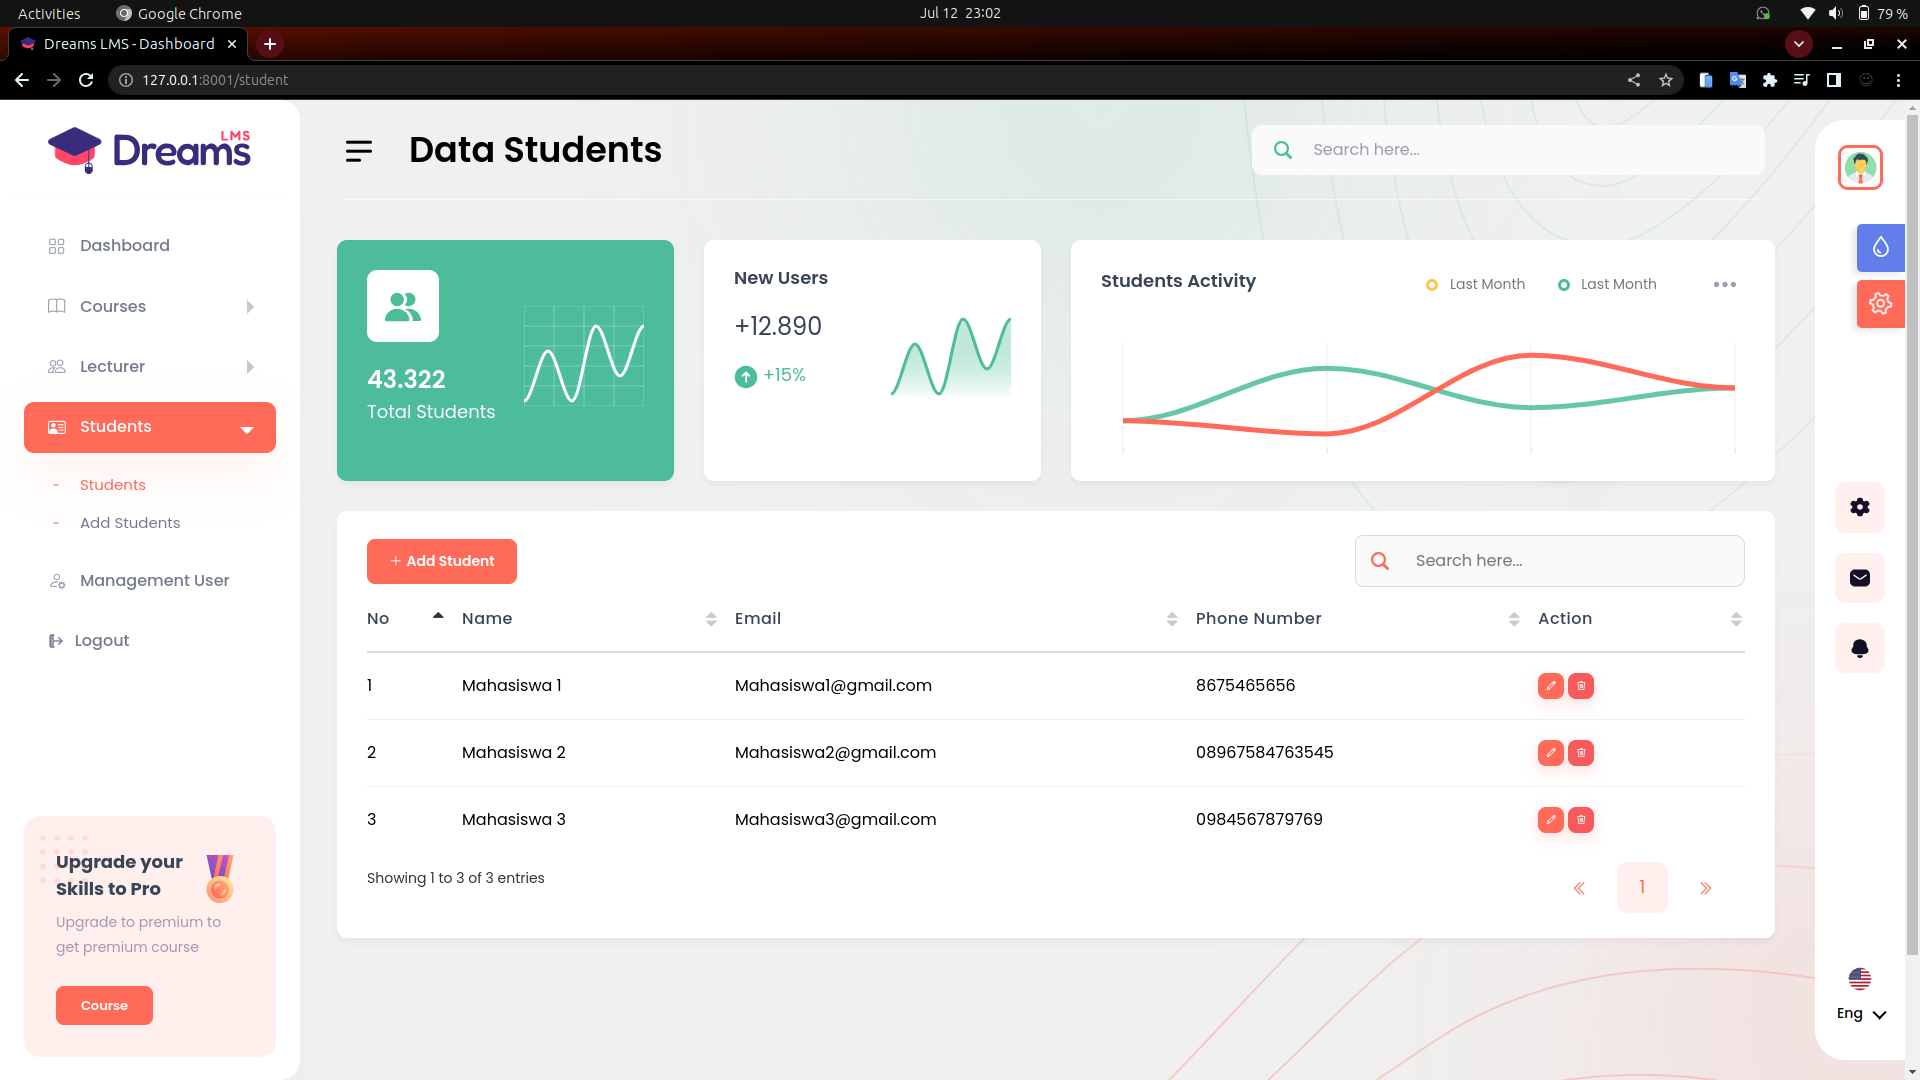 Activities
Google Chrome
Jul 12 23:02
79 %
Dreams LMS - Dashboard
127.0.0.1:8001/student
LMS
Dreams
Data Students
Search here...
Dashboard
Courses
Lecturer
Students
Students
Add Students
Management User
Logout
43.322
Total Students
New Users
+12.890
+15%
Students Activity
Last Month
Last Month
+ Add Student
Search here...
No Name Email Phone Number Action
1 Mahasiswa 1 Mahasiswa1@gmail.com 8675465656
2 Mahasiswa 2 Mahasiswa2@gmail.com 08967584763545
3 Mahasiswa 3 Mahasiswa3@gmail.com 0984567879769
Showing 1 to 3 of 3 entries
« 1 »
Upgrade your
Skills to Pro
Upgrade to premium to
get premium course
Course
Eng